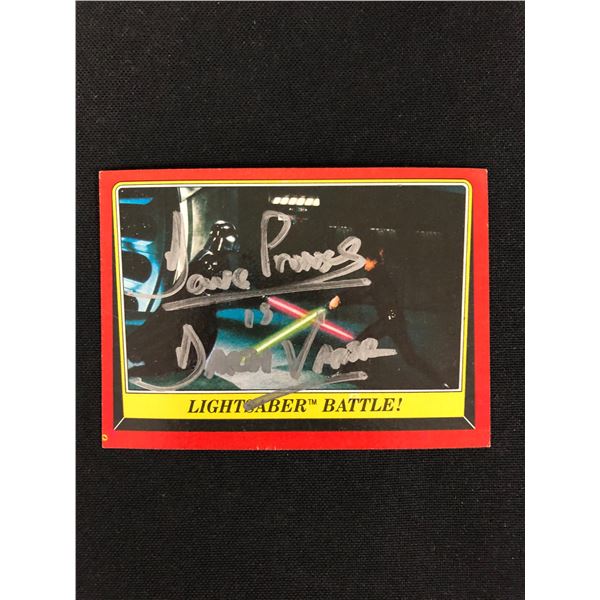 Dave Prowse
is
Darth Vader
LIGHTSABER™ BATTLE!